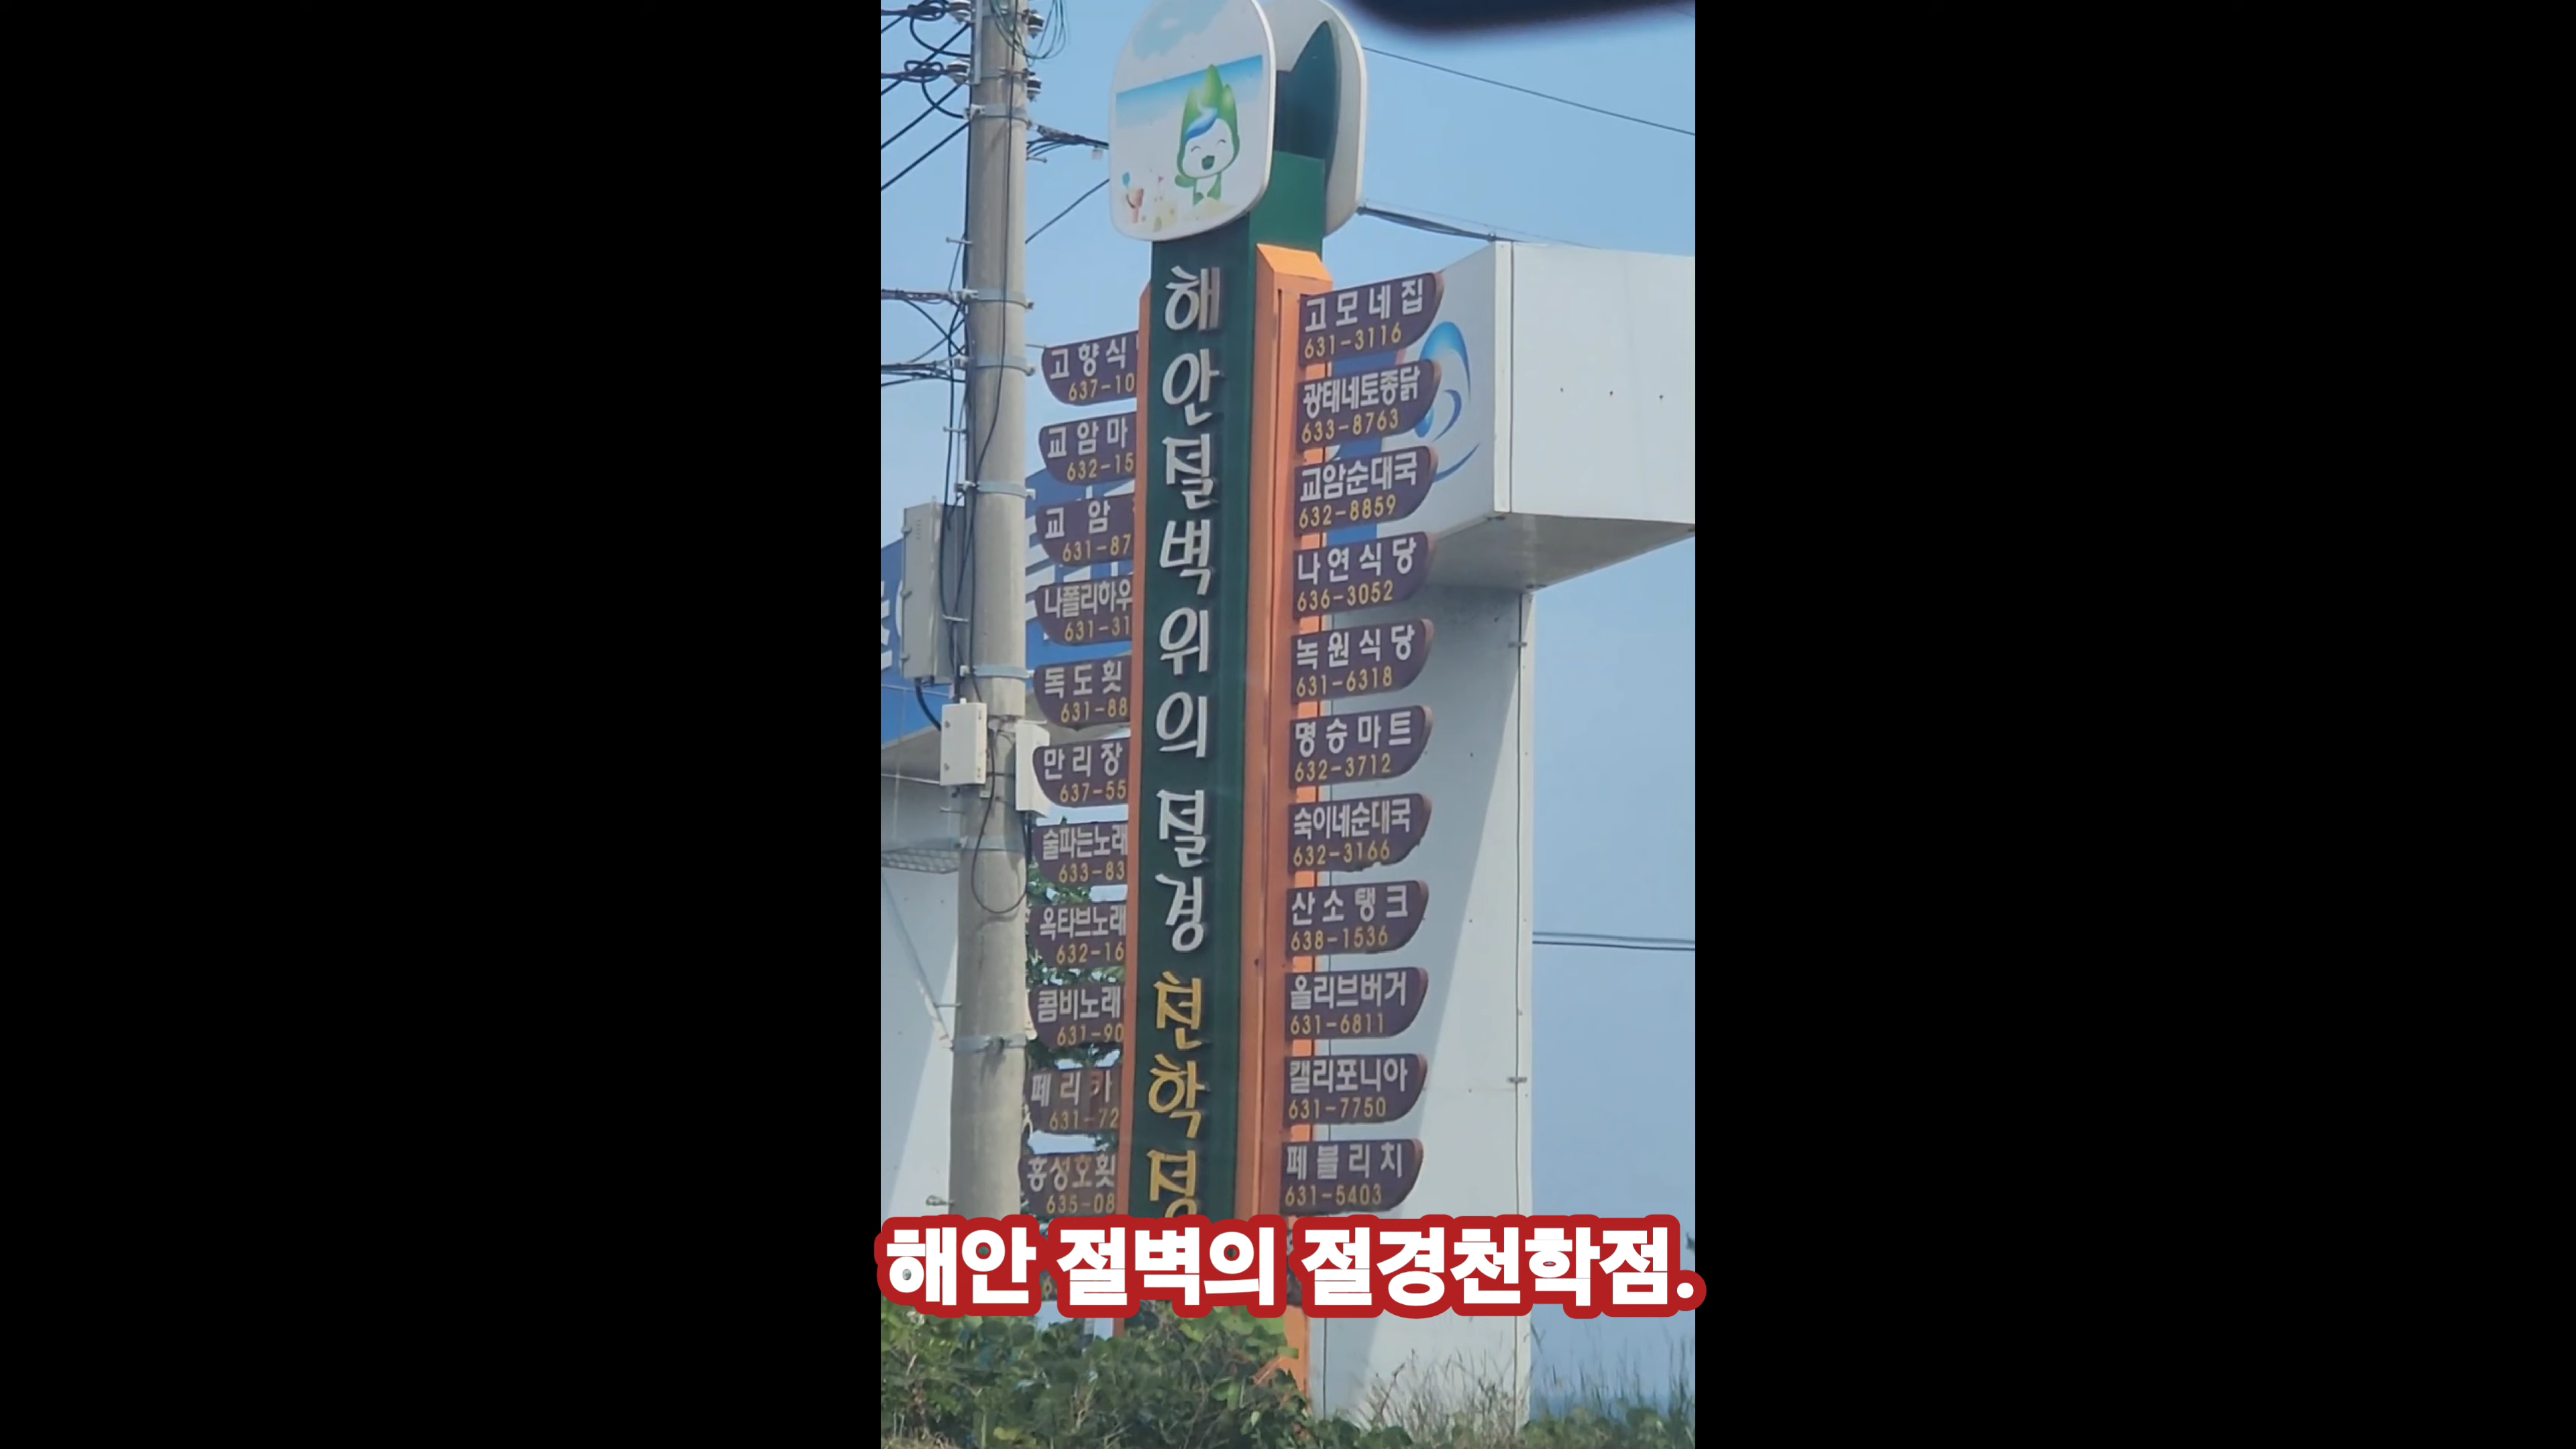 해안절벽위의 절경 천학정
고향식
637-10
교암마
632-15
교암
631-87
나폴리하우
631-31
독도횟
631-88
만리장
637-55
술파는노래
633-83
옥타브노래
632-16
콤비노래
631-90
페리카
631-72
홍성호횟
635-08
고모네집
631-3116
광태네토종닭
633-8763
교암순대국
632-8859
나연식당
636-3052
녹원식당
631-6318
명승마트
632-3712
숙이네순대국
632-3166
산소탱크
638-1536
올리브버거
631-6811
캘리포니아
631-7750
페블리치
631-5403
해안 절벽의 절경천학점.